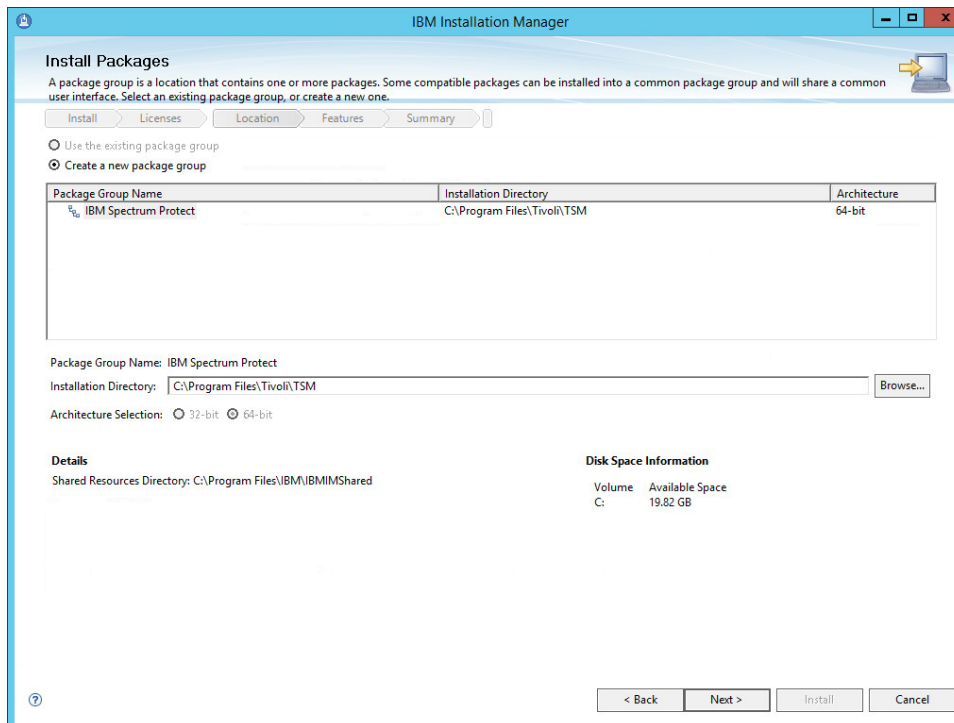 IBM Installation Manager
Install Packages
A package group is a location that contains one or more packages. Some compatible packages can be installed into a common package group and will share a common
user interface. Select an existing package group, or create a new one.
Install Licenses Location Features Summary
Use the existing package group
Create a new package group
Package Group Name Installation Directory Architecture
IBM Spectrum Protect C:\Program Files\Tivoli\TSM 64-bit
Package Group Name: IBM Spectrum Protect
Installation Directory: C:\Program Files\Tivoli\TSM Browse...
Architecture Selection: 32-bit 64-bit
Details Disk Space Information
Shared Resources Directory: C:\Program Files\IBM\IBMIMShared
Volume Available Space
C: 19.82 GB
? < Back Next > Install Cancel